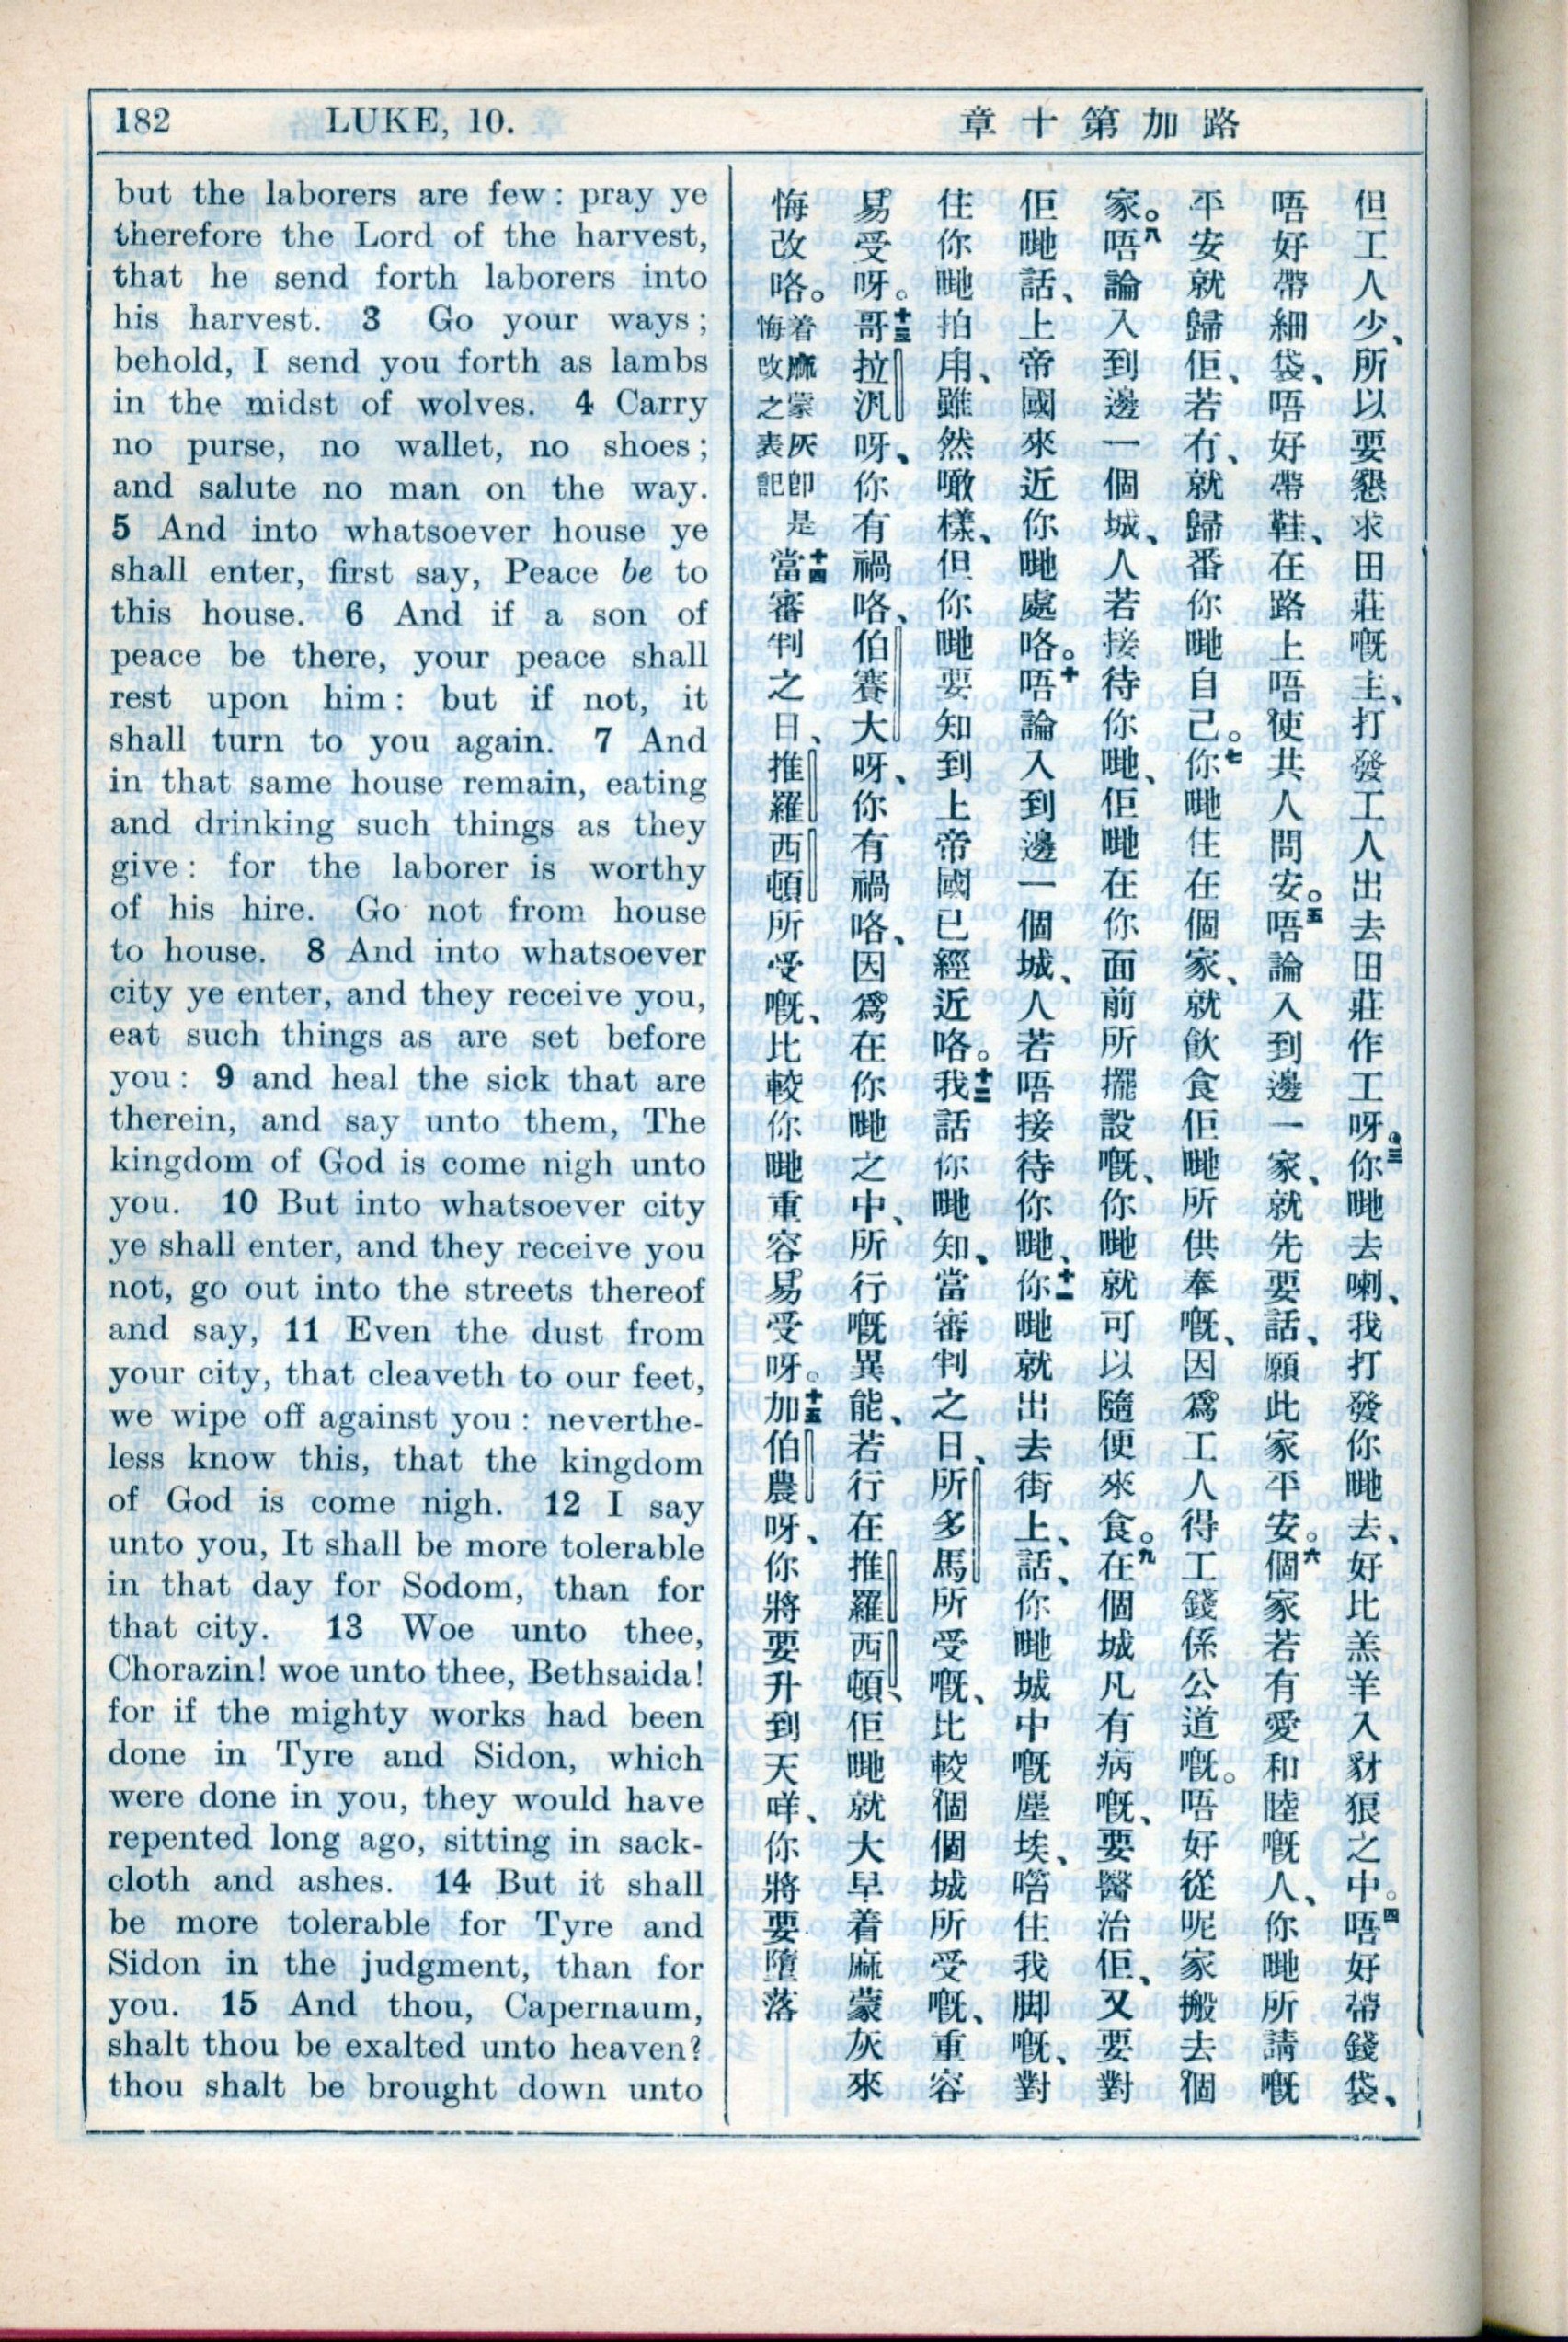 182 LUKE, 10.
路加第十章
but the laborers are few: pray ye
therefore the Lord of the harvest,
that he send forth laborers into
his harvest. 3 Go your ways;
behold, I send you forth as lambs
in the midst of wolves. 4 Carry
no purse, no wallet, no shoes;
and salute no man on the way.
5 And into whatsoever house ye
shall enter, first say, Peace be to
this house. 6 And if a son of
peace be there, your peace shall
rest upon him: but if not, it
shall turn to you again. 7 And
in that same house remain, eating
and drinking such things as they
give: for the laborer is worthy
of his hire. Go not from house
to house. 8 And into whatsoever
city ye enter, and they receive you,
eat such things as are set before
you: 9 and heal the sick that are
therein, and say unto them, The
kingdom of God is come nigh unto
you. 10 But into whatsoever city
ye shall enter, and they receive you
not, go out into the streets thereof
and say, 11 Even the dust from
your city, that cleaveth to our feet,
we wipe off against you: neverthe-
less know this, that the kingdom
of God is come nigh. 12 I say
unto you, It shall be more tolerable
in that day for Sodom, than for
that city. 13 Woe unto thee,
Chorazin! woe unto thee, Bethsaida!
for if the mighty works had been
done in Tyre and Sidon, which
were done in you, they would have
repented long ago, sitting in sack-
cloth and ashes. 14 But it shall
be more tolerable for Tyre and
Sidon in the judgment, than for
you. 15 And thou, Capernaum,
shalt thou be exalted unto heaven?
thou shalt be brought down unto
但工人少、所以要懇求田莊嘅主、打發工人出去田莊作工呀。三你哋去喇、我打發你哋去、好比羔羊入豺狼之中。四唔好帶錢袋、
唔好帶細袋、唔好帶鞋、在路上唔使共人問安。五唔論入到邊一家、就先要話、願此家平安。六個家若有愛和睦嘅人、你哋所請嘅
平安就歸佢、若冇、就歸番你哋自己。七你哋住在個家、就飲食佢哋所供奉嘅、因爲工人得工錢係公道嘅。唔好從呢家搬去個
家。八唔論入到邊一個城、人若接待你哋、佢哋在你面前所擺設嘅、你哋就可以隨便來食。九在個城凡有病嘅、要醫治佢、又要對
佢哋話、上帝國來近你哋處咯。十唔論入到邊一個城、人若唔接待你哋、十一你哋就出去街上、話、你哋城中嘅塵埃、㗳住我脚嘅、對
住你哋拍甩、雖然噉樣、但你哋要知到上帝國已經近咯。十二我話你哋知、當審判之日、所多馬所受嘅、比較個個城所受嘅、重容
易受呀。十三哥拉汎呀、你有禍咯、伯賽大呀、你有禍咯、因爲在你哋之中、所行嘅異能、若行在推羅西頓、佢哋就大早着麻蒙灰來
悔改咯。着麻蒙灰卽是悔改之表記十四當審判之日、推羅西頓所受嘅、比較你哋重容易受呀。十五加伯農呀、你將要升到天咩、你將要墮落